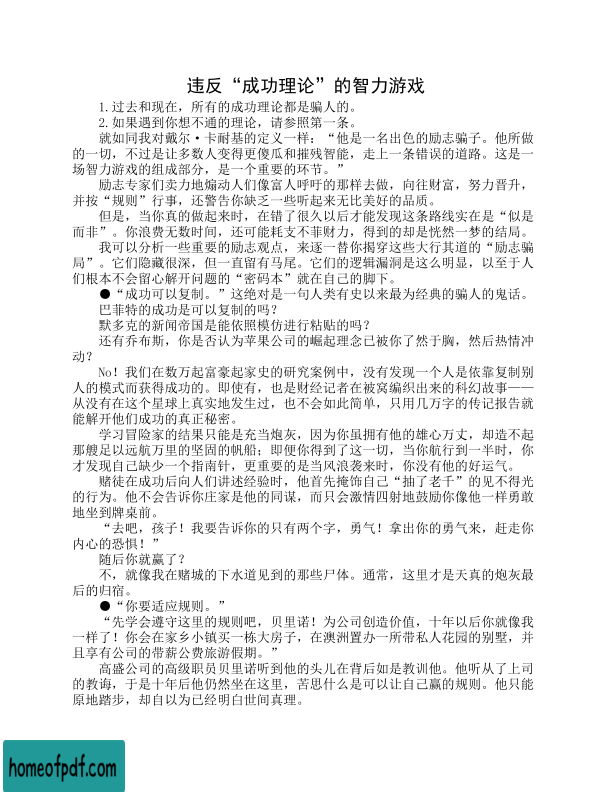 违反“成功理论”的智力游戏
1.过去和现在，所有的成功理论都是骗人的。
2.如果遇到你想不通的理论，请参照第一条。
就如同我对戴尔·卡耐基的定义一样：“他是一名出色的励志骗子。他所做
的一切，不过是让多数人变得更傻瓜和摧残智能，走上一条错误的道路。这是一
场智力游戏的组成部分，是一个重要的环节。”
励志专家们卖力地煽动人们像富人呼吁的那样去做，向往财富，努力晋升，
并按“规则”行事，还警告你缺乏一些听起来无比美好的品质。
但是，当你真的做起来时，在错了很久以后才能发现这条路线实在是“似是
而非”。你浪费无数时间，还可能耗支不菲财力，得到的却是恍然一梦的结局。
我可以分析一些重要的励志观点，来逐一替你揭穿这些大行其道的“励志骗
局”。它们隐藏很深，但一直留有马尾。它们的逻辑漏洞是这么明显，以至于人
们根本不会留心解开问题的“密码本”就在自己的脚下。
●“成功可以复制。”这绝对是一句人类有史以来最为经典的骗人的鬼话。
巴菲特的成功是可以复制的吗？
默多克的新闻帝国是能依照模仿进行粘贴的吗？
还有乔布斯，你是否认为苹果公司的崛起理念已被你了然于胸，然后热情冲
动？
No！我们在数万起富豪起家史的研究案例中，没有发现一个人是依靠复制别
人的模式而获得成功的。即使有，也是财经记者在被窝编织出来的科幻故事——
从没有在这个星球上真实地发生过，也不会如此简单，只用几万字的传记报告就
能解开他们成功的真正秘密。
学习冒险家的结果只能是充当炮灰，因为你虽拥有他的雄心万丈，却造不起
那艘足以远航万里的坚固的帆船；即便你得到了这一切，当你航行到一半时，你
才发现自己缺少一个指南针，更重要的是当风浪袭来时，你没有他的好运气。
赌徒在成功后向人们讲述经验时，他首先掩饰自己“抽了老千”的见不得光
的行为。他不会告诉你庄家是他的同谋，而只会激情四射地鼓励你像他一样勇敢
地坐到牌桌前。
“去吧，孩子！我要告诉你的只有两个字，勇气！拿出你的勇气来，赶走你
内心的恐惧！”
随后你就赢了？
不，就像我在赌城的下水道见到的那些尸体。通常，这里才是天真的炮灰最
后的归宿。
●“你要适应规则。”
“先学会遵守这里的规则吧，贝里诺！为公司创造价值，十年以后你就像我
一样了！你会在家乡小镇买一栋大房子，在澳洲置办一所带私人花园的别墅，并
且享有公司的带薪公费旅游假期。”
高盛公司的高级职员贝里诺听到他的头儿在背后如是教训他。他听从了上司
的教诲，于是十年后他仍然坐在这里，苦思什么是可以让自己赢的规则。他只能
原地踏步，却自以为已经明白世间真理。
homeofpdf.com